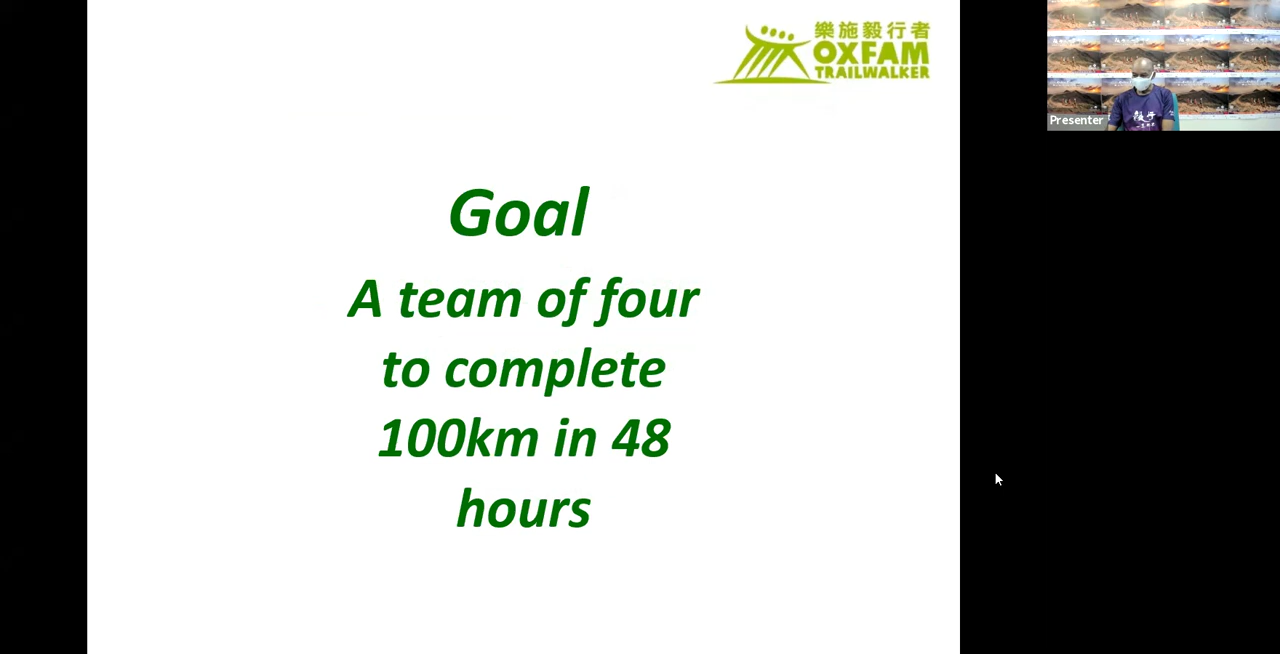 樂施毅行者
OXFAM
TRAILWALKER
Presenter
Goal
A team of four
to complete
100km in 48
hours